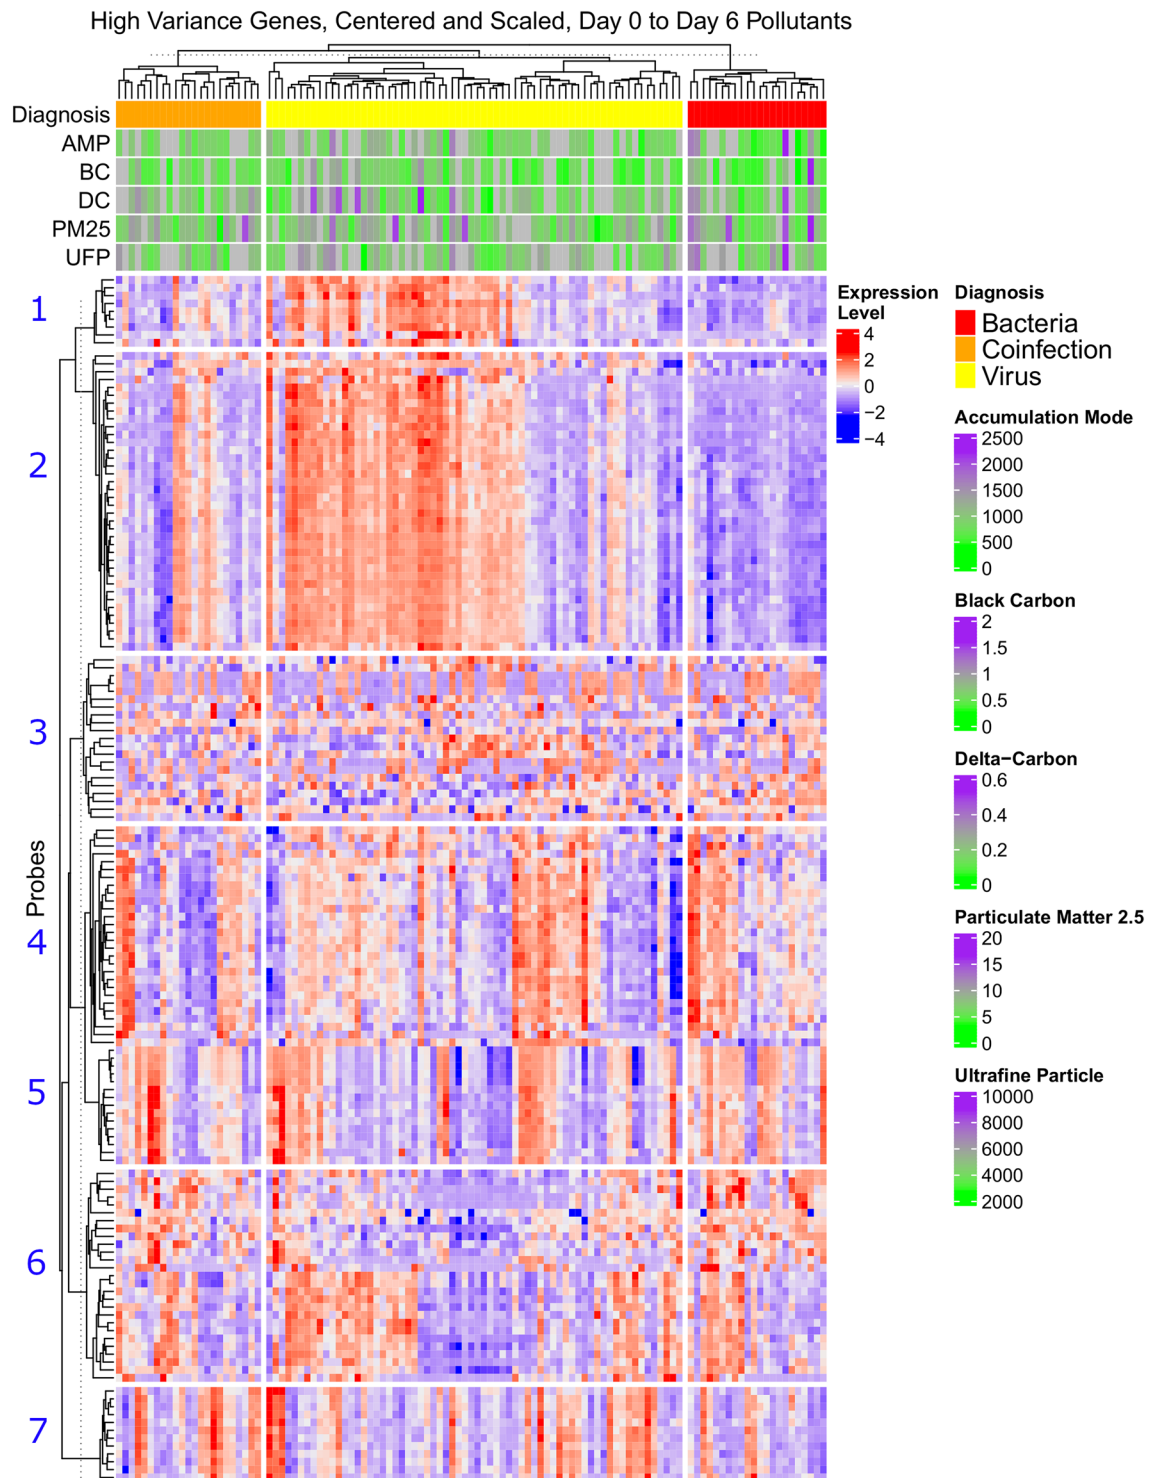 High Variance Genes, Centered and Scaled, Day 0 to Day 6 Pollutants
Diagnosis
AMP
BC
DC
PM25
UFP
Probes
1
2
3
4
5
6
7
Expression
Level
4
2
0
−2
−4
Diagnosis
Bacteria
Coinfection
Virus
Accumulation Mode
2500
2000
1500
1000
500
0
Black Carbon
2
1.5
1
0.5
0
Delta−Carbon
0.6
0.4
0.2
0
Particulate Matter 2.5
20
15
10
5
0
Ultrafine Particle
10000
8000
6000
4000
2000